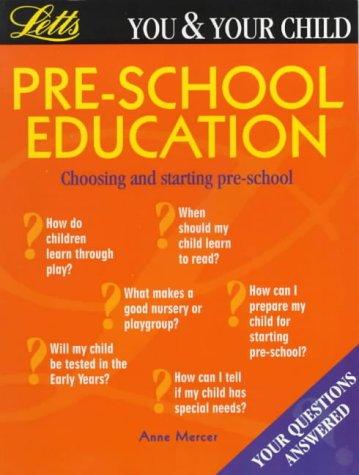 Letts
YOU & YOUR CHILD
PRE-SCHOOL
EDUCATION
Choosing and starting pre-school
? How do
children
learn through
play?
? When
should my
child learn
to read?
? What makes
a good nursery or
playgroup?
? How can I
prepare my
child for
starting
pre-school?
? Will my child
be tested in the
Early Years?
? How can I tell
if my child has
special needs?
Anne Mercer
YOUR QUESTIONS
ANSWERED